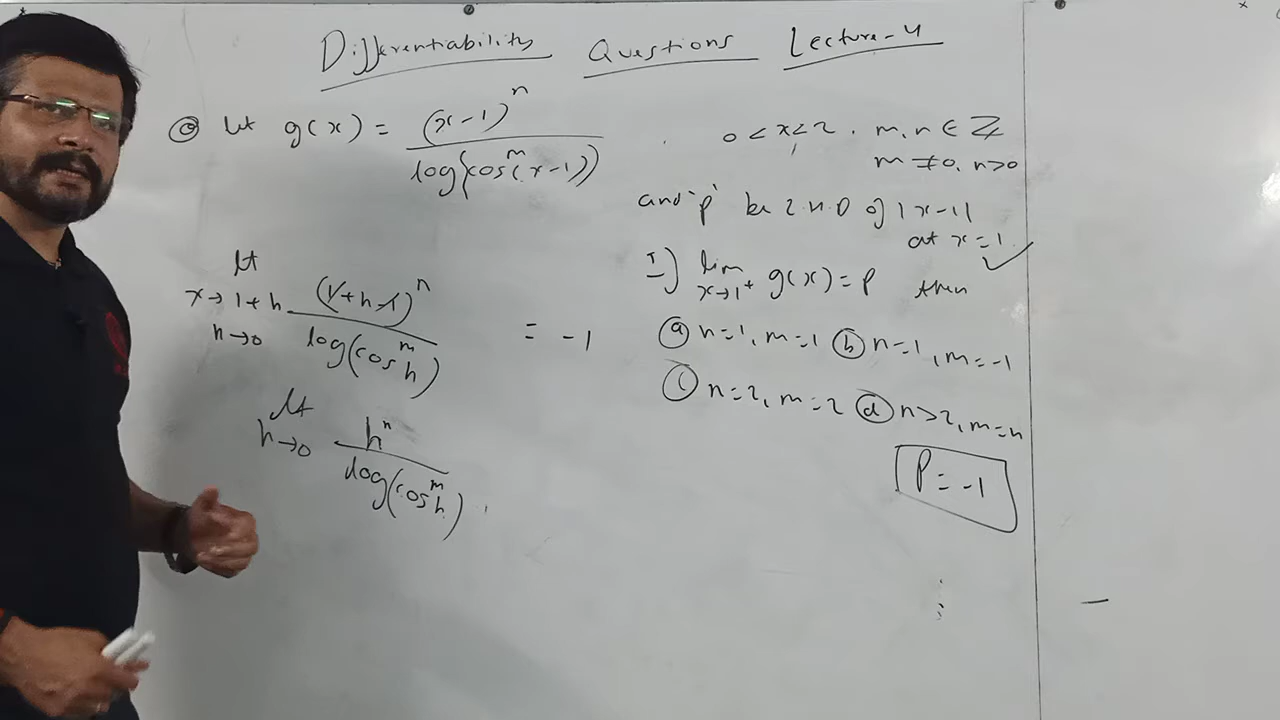 Differentiability Questions Lecture-4
Q Let g(x) = (x-1)^n / log(cos^m(x-1)) , 0<x<2, m,n ∈ Z
m ≠ 0, n>0
and 'p' be L.H.D of |x-1|
at x=1
I) lim x→1+ g(x) = p then
(a) n=1, m=1 (b) n=1, m=-1
(c) n=2, m=2 (d) n>2, m=n
P = -1
lt x→1+h h→0 (1+h-1)^n / log(cos^m h) = -1
lt h→0 h^n / log(cos^m h)